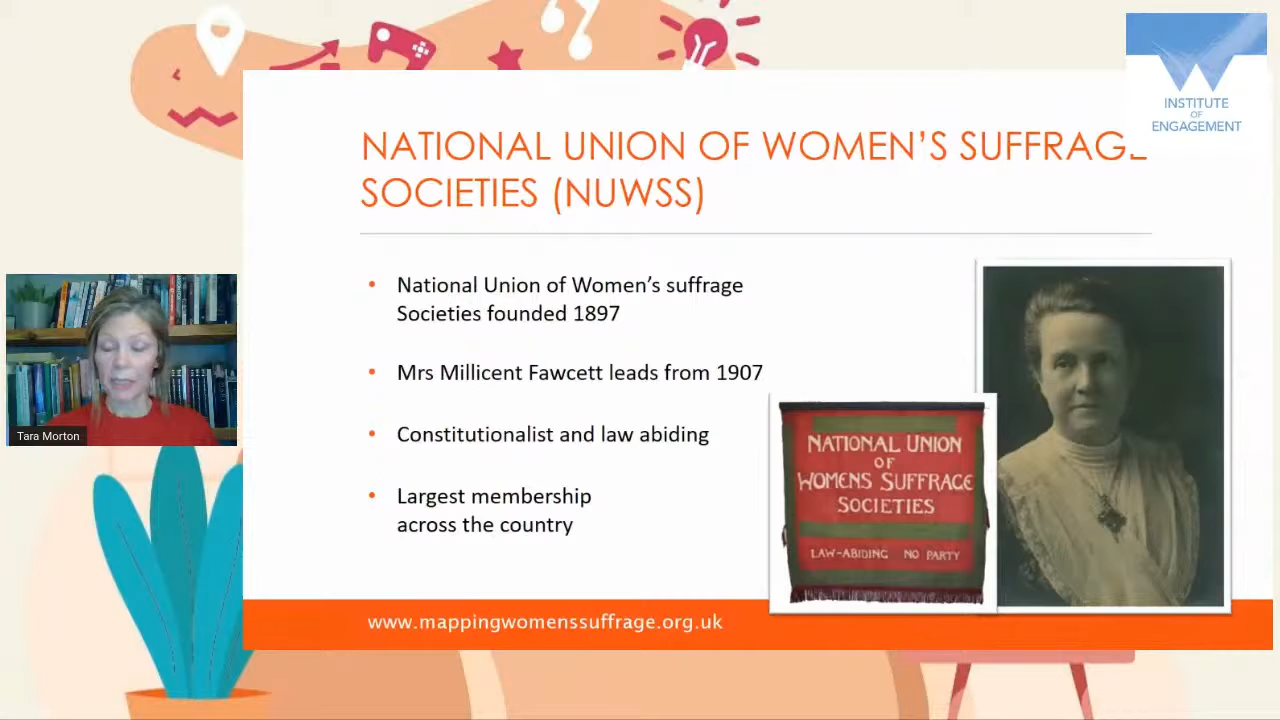 INSTITUTE
OF
ENGAGEMENT
NATIONAL UNION OF WOMEN’S SUFFRAGE
SOCIETIES (NUWSS)
• National Union of Women’s suffrage
Societies founded 1897
• Mrs Millicent Fawcett leads from 1907
• Constitutionalist and law abiding
• Largest membership
across the country
NATIONAL UNION
OF
WOMENS SUFFRAGE
SOCIETIES
LAW-ABIDING NO PARTY
Tara Morton
www.mappingwomenssuffrage.org.uk